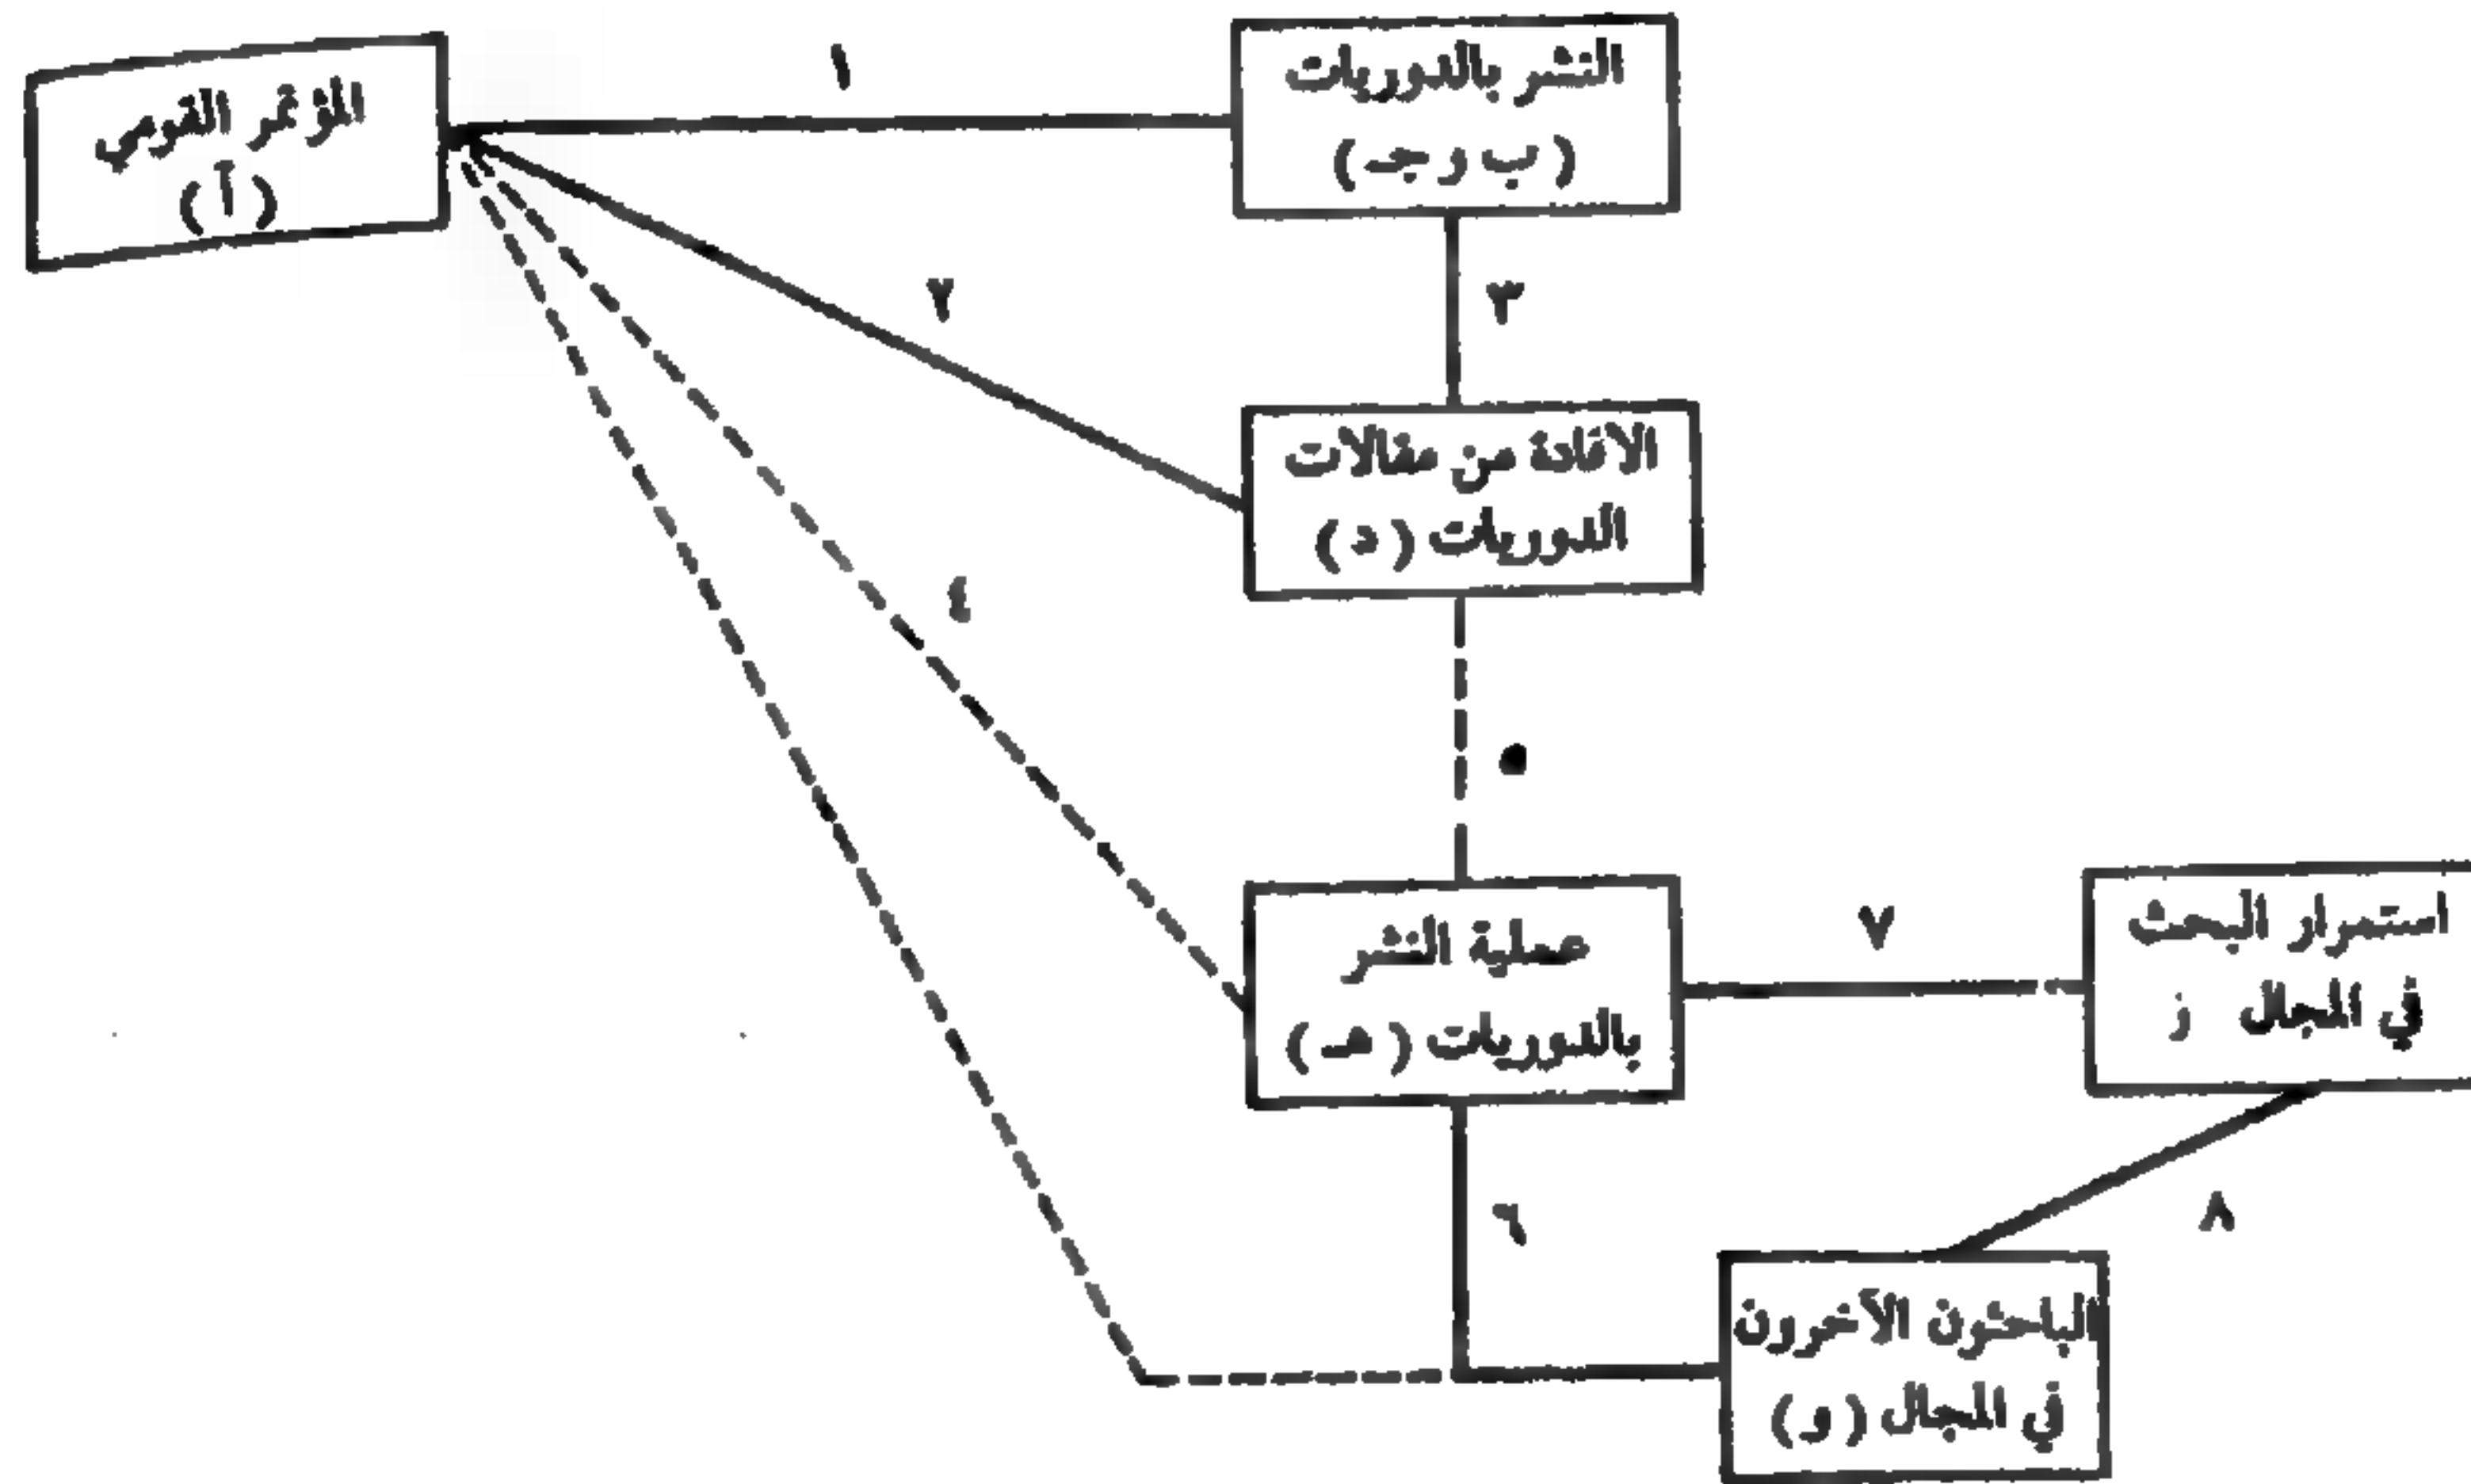 المؤتمر القومي
(أ)
١
النشر بالدوريات
(ب و جـ)
٢
٣
الافادة من مقالات
الدوريات (د)
٤
٥
عملية النشر
بالدوريات (هـ)
٧
استمرار البحث
في المجال ز
٦
٨
الباحثون الآخرون
في المجال (و)